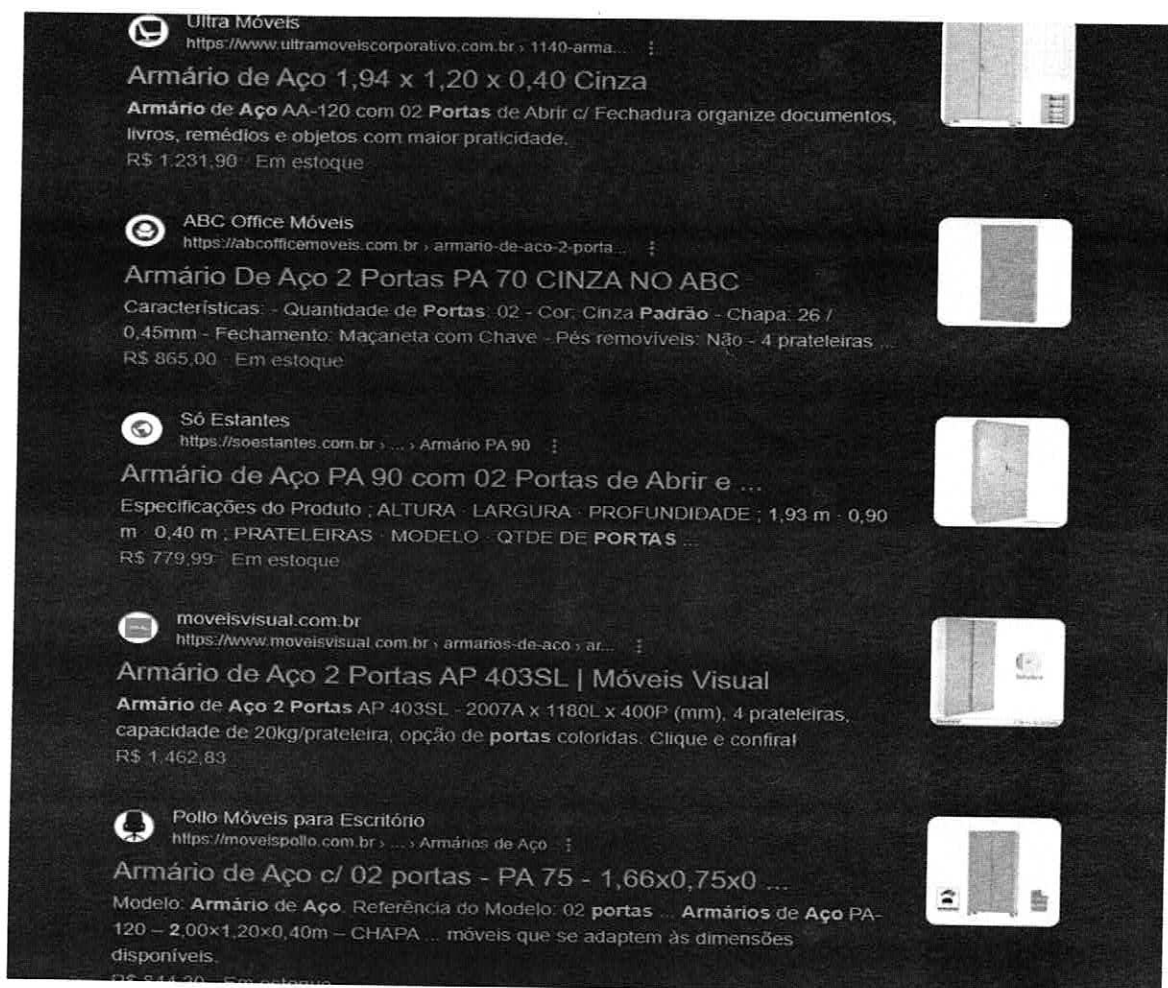 Ultra Móveis
https://www.ultramoveiscorporativo.com.br › 1140-arma...
Armário de Aço 1,94 x 1,20 x 0,40 Cinza
Armário de Aço AA-120 com 02 Portas de Abrir c/ Fechadura organize documentos,
livros, remédios e objetos com maior praticidade.
R$ 1.231,90 · Em estoque
ABC Office Móveis
https://abcofficemoveis.com.br › armario-de-aco-2-porta...
Armário De Aço 2 Portas PA 70 CINZA NO ABC
Características: - Quantidade de Portas: 02 - Cor: Cinza Padrão - Chapa: 26 /
0,45mm - Fechamento: Maçaneta com Chave - Pés removíveis: Não - 4 prateleiras ...
R$ 865,00 · Em estoque
Só Estantes
https://soestantes.com.br › ... › Armário PA 90
Armário de Aço PA 90 com 02 Portas de Abrir e ...
Especificações do Produto ; ALTURA · LARGURA · PROFUNDIDADE ; 1,93 m · 0,90
m · 0,40 m ; PRATELEIRAS · MODELO · QTDE DE PORTAS ...
R$ 779,99 · Em estoque
moveisvisual.com.br
https://www.moveisvisual.com.br › armarios-de-aco › ar...
Armário de Aço 2 Portas AP 403SL | Móveis Visual
Armário de Aço 2 Portas AP 403SL - 2007A x 1180L x 400P (mm), 4 prateleiras,
capacidade de 20kg/prateleira, opção de portas coloridas. Clique e confira!
R$ 1.462,83
Pollo Móveis para Escritório
https://moveispollo.com.br › ... › Armários de Aço
Armário de Aço c/ 02 portas - PA 75 - 1,66x0,75x0 ...
Modelo: Armário de Aço. Referência do Modelo: 02 portas ... Armários de Aço PA-
120 – 2,00×1,20×0,40m – CHAPA ... móveis que se adaptem às dimensões
disponíveis.
R$ 844,20 · Em estoque